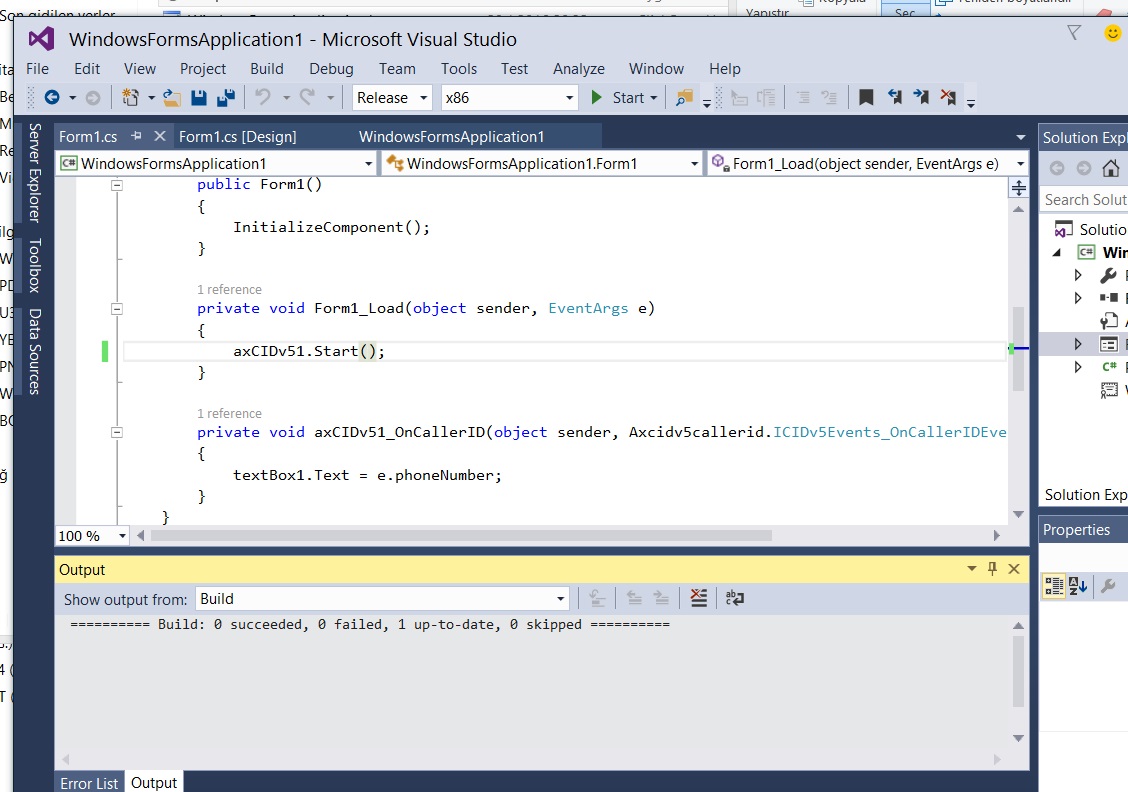 Son gidilen yerler
WindowsFormsApplication1 - Microsoft Visual Studio
File Edit View Project Build Debug Team Tools Test Analyze Window Help
Release x86 Start
Server Explorer
Toolbox
Data Sources
Form1.cs Form1.cs [Design] WindowsFormsApplication1
WindowsFormsApplication1 WindowsFormsApplication1.Form1 Form1_Load(object sender, EventArgs e)
public Form1()
{
InitializeComponent();
}
1 reference
private void Form1_Load(object sender, EventArgs e)
{
axCIDv51.Start();
}
1 reference
private void axCIDv51_OnCallerID(object sender, Axcidv5callerid.ICIDv5Events_OnCallerIDEve
{
textBox1.Text = e.phoneNumber;
}
}
100 %
Output
Show output from: Build
========== Build: 0 succeeded, 0 failed, 1 up-to-date, 0 skipped ==========
Error List Output
Solution Expl
Search Solut
Solutio
Win
Solution Exp
Properties